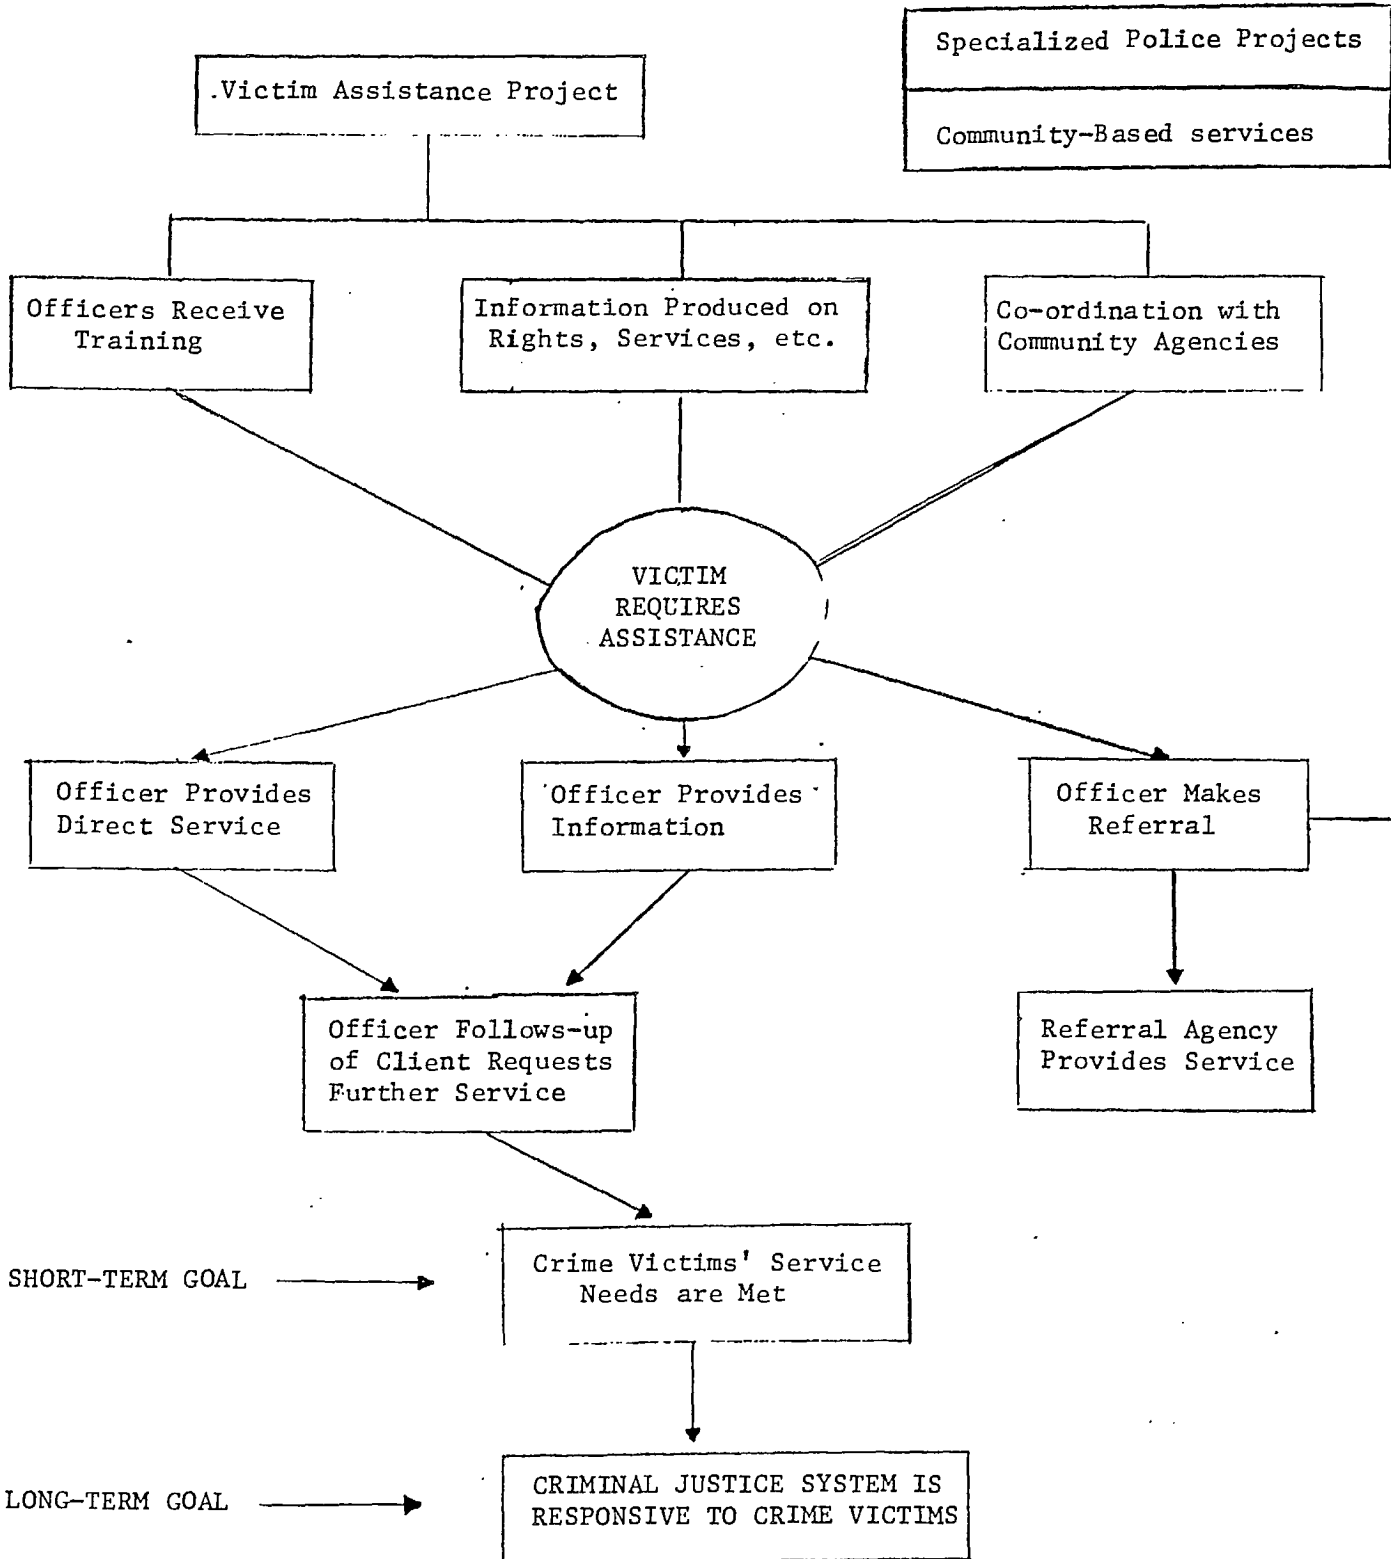 Specialized Police Projects
.Victim Assistance Project
Community-Based services
Officers Receive
Training
Information Produced on
Rights, Services, etc.
Co-ordination with
Community Agencies
VICTIM
REQUIRES
ASSISTANCE
Officer Provides
Direct Service
Officer Provides
Information
Officer Makes
Referral
Officer Follows-up
of Client Requests
Further Service
Referral Agency
Provides Service
Crime Victims' Service
Needs are Met
SHORT-TERM GOAL
CRIMINAL JUSTICE SYSTEM IS
RESPONSIVE TO CRIME VICTIMS
LONG-TERM GOAL